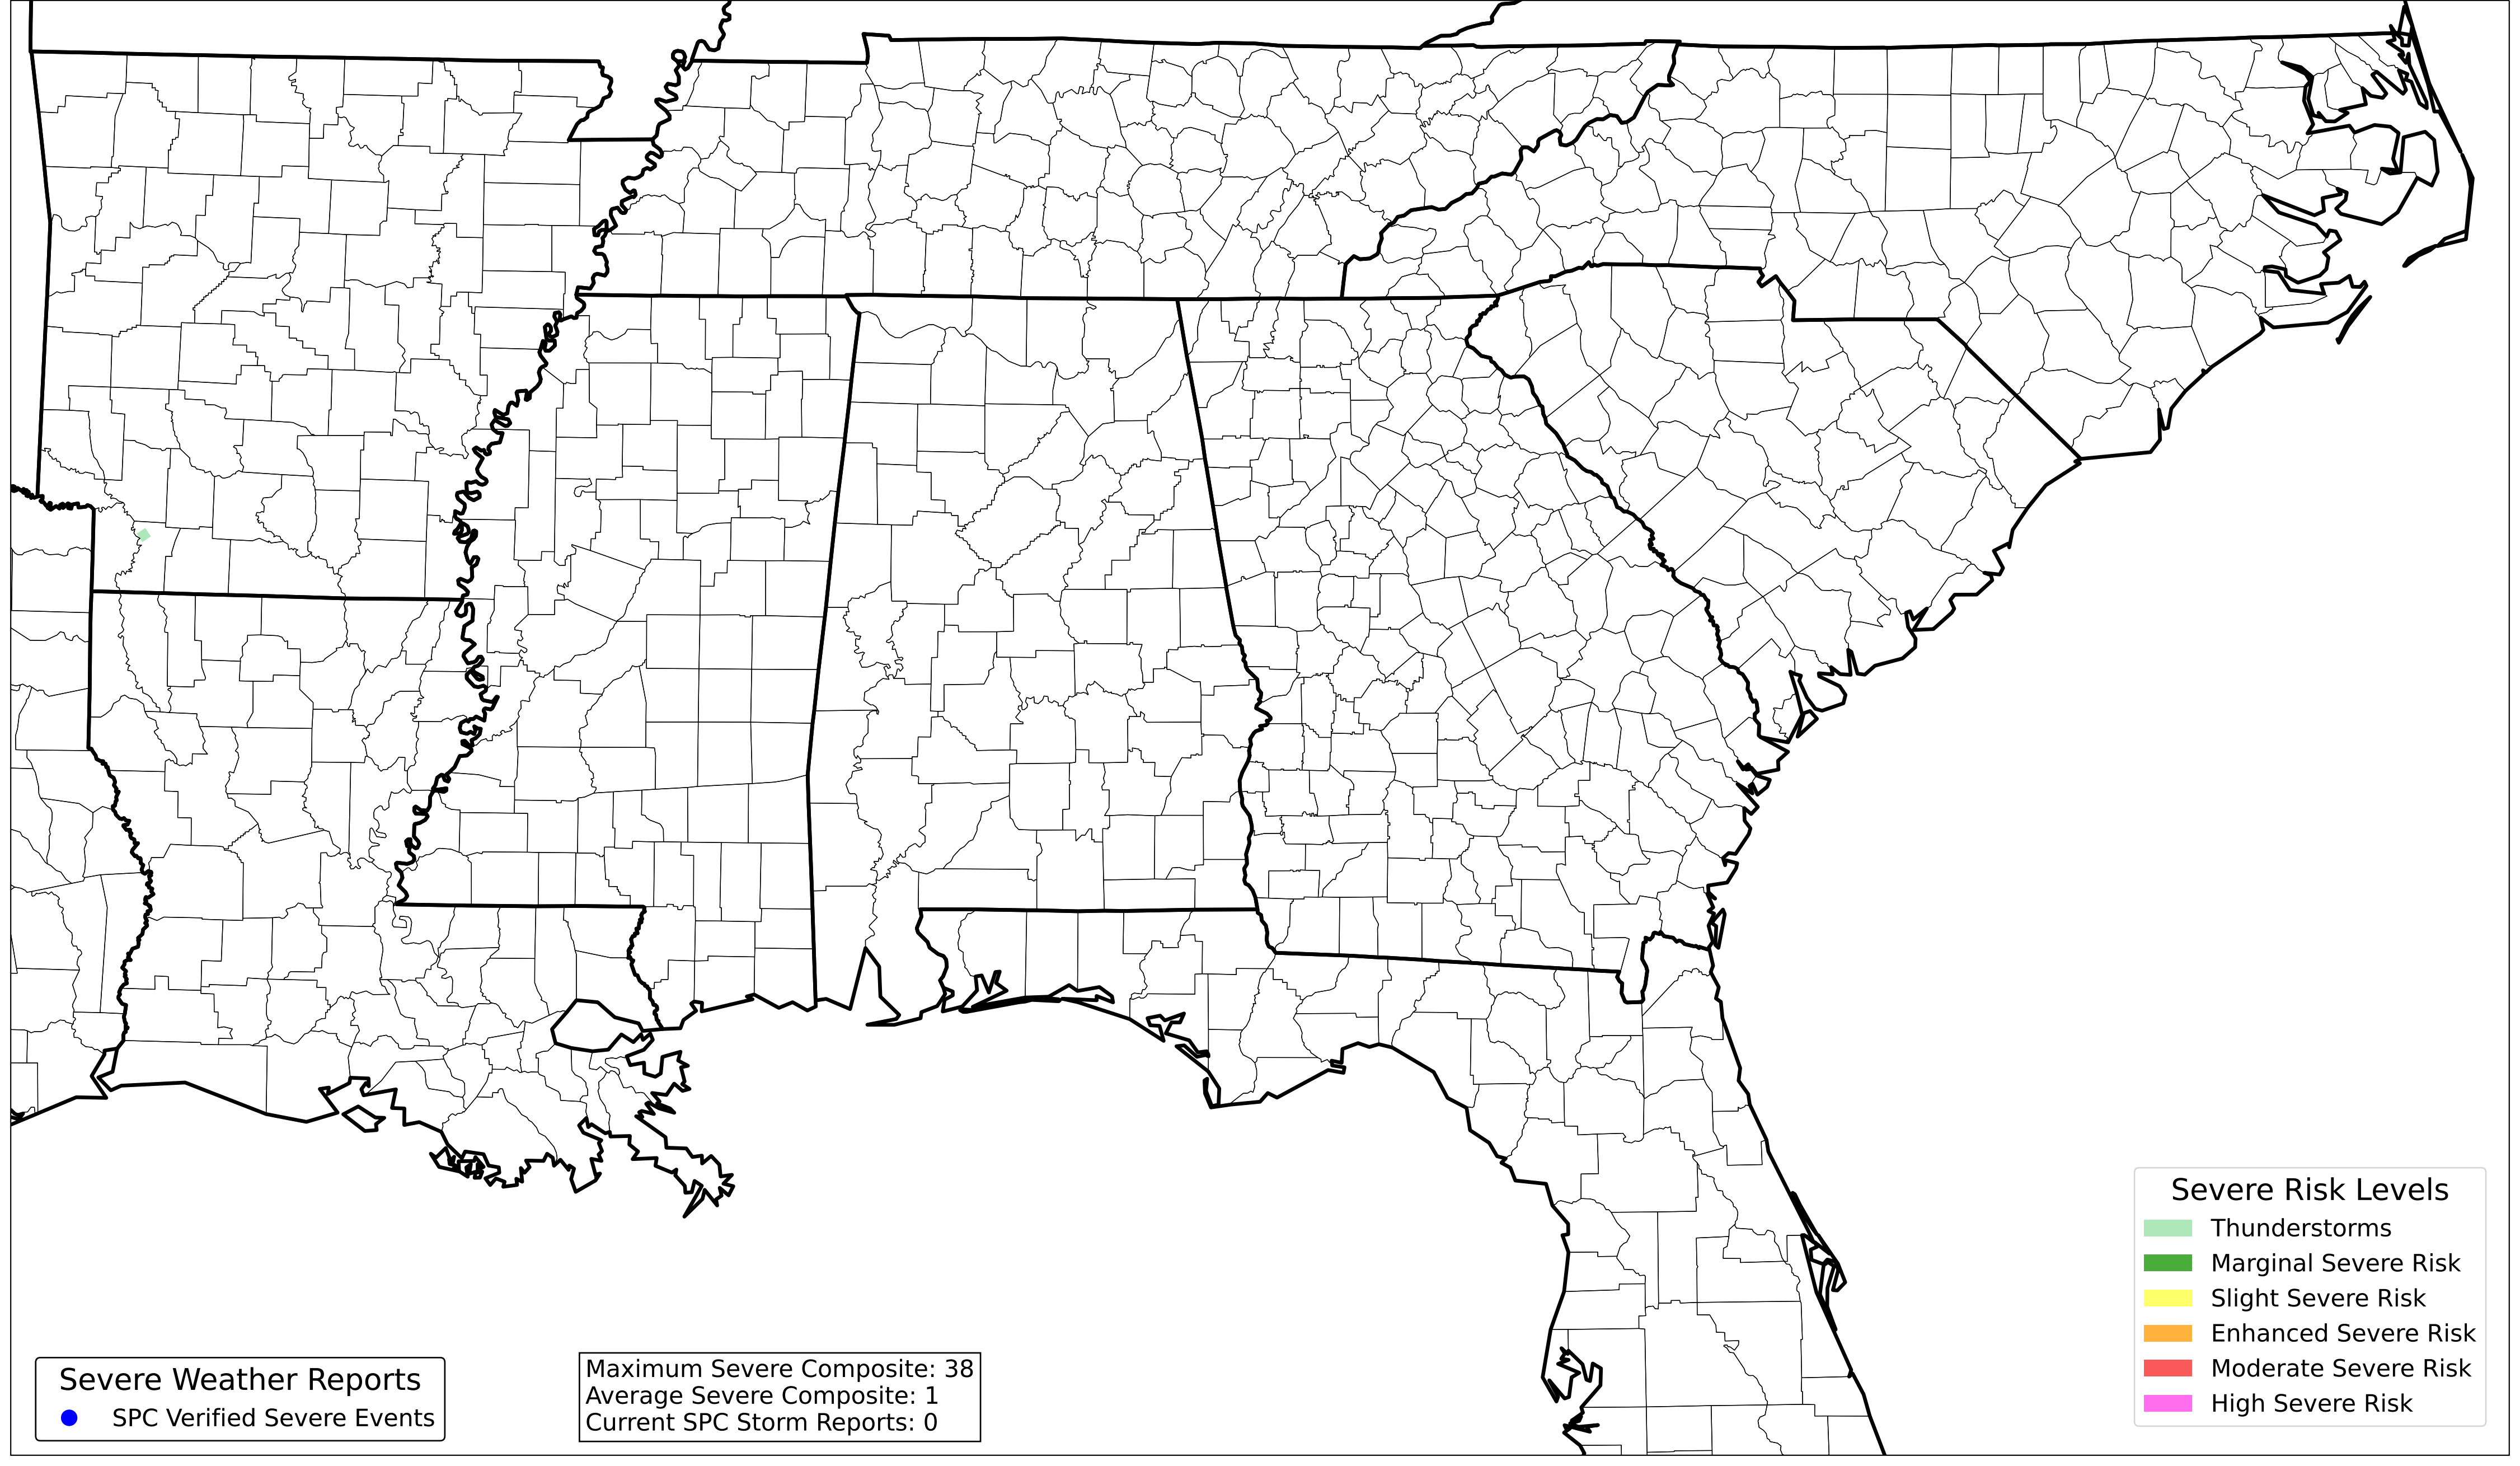 Severe Risk Levels
Thunderstorms
Marginal Severe Risk
Slight Severe Risk
Enhanced Severe Risk
Moderate Severe Risk
High Severe Risk
Severe Weather Reports
SPC Verified Severe Events
Maximum Severe Composite: 38
Average Severe Composite: 1
Current SPC Storm Reports: 0